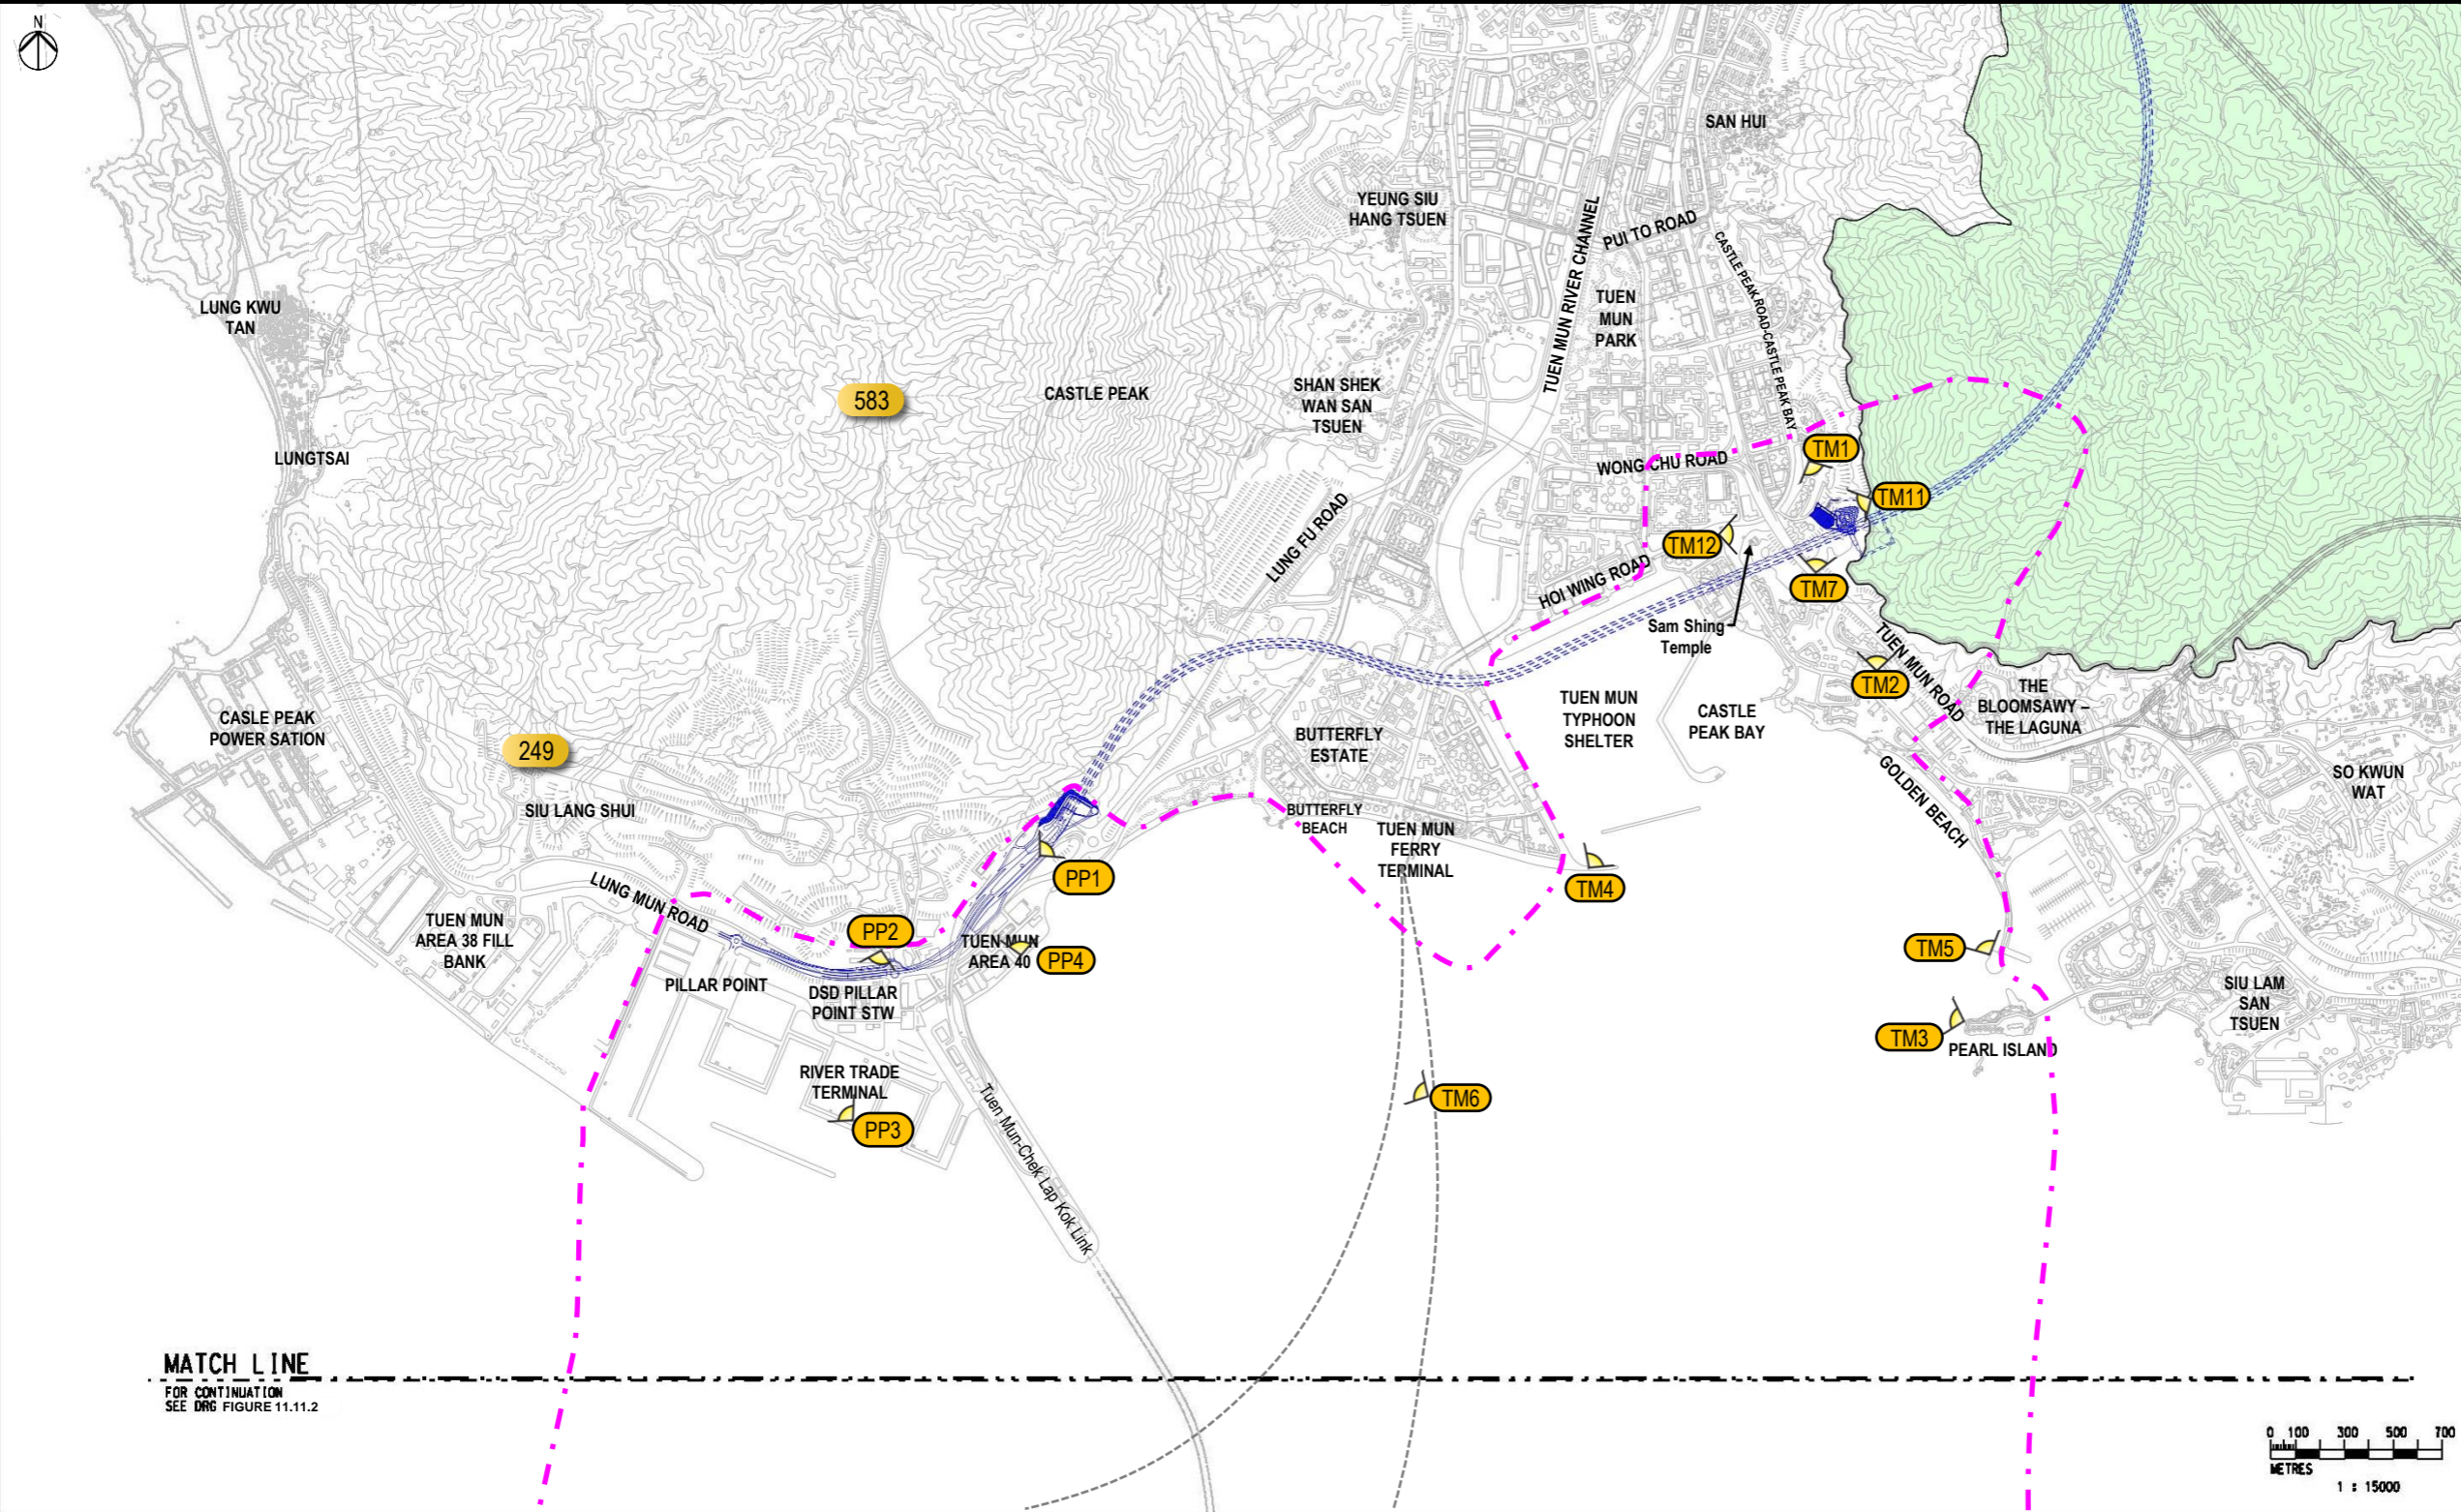 N
SAN HUI
YEUNG SIU
HANG TSUEN
PUI TO ROAD
TUEN MUN RIVER CHANNEL
CASTLE PEAK ROAD-CASTLE PEAK BAY
LUNG KWU
TAN
TUEN
MUN
PARK
583
CASTLE PEAK
SHAN SHEK
WAN SAN
TSUEN
LUNGTSAI
WONG CHU ROAD
TM1
TM11
LUNG FU ROAD
TM12
HOI WING ROAD
TM7
Sam Shing
Temple
TUEN MUN ROAD
TM2
THE
BLOOMSAWY –
THE LAGUNA
CASLE PEAK
POWER SATION
249
BUTTERFLY
ESTATE
TUEN MUN
TYPHOON
SHELTER
CASTLE
PEAK BAY
SO KWUN
WAT
GOLDEN BEACH
SIU LANG SHUI
BUTTERFLY
BEACH
TUEN MUN
FERRY
TERMINAL
PP1
TM4
LUNG MUN ROAD
TUEN MUN
AREA 38 FILL
BANK
PP2
TUEN MUN
AREA 40
PP4
TM5
PILLAR POINT
DSD PILLAR
POINT STW
SIU LAM
SAN
TSUEN
TM3
PEARL ISLAND
RIVER TRADE
TERMINAL
PP3
TM6
Tuen Mun-Chek Lap Kok Link
MATCH LINE
FOR CONTINUATION
SEE DRG FIGURE 11.11.2
0 100 300 500 700
METRES
1 : 15000